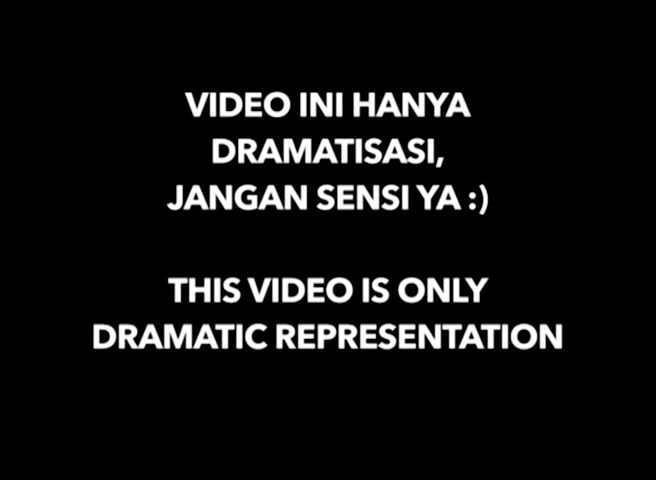 VIDEO INI HANYA
DRAMATISASI,
JANGAN SENSI YA :)
THIS VIDEO IS ONLY
DRAMATIC REPRESENTATION